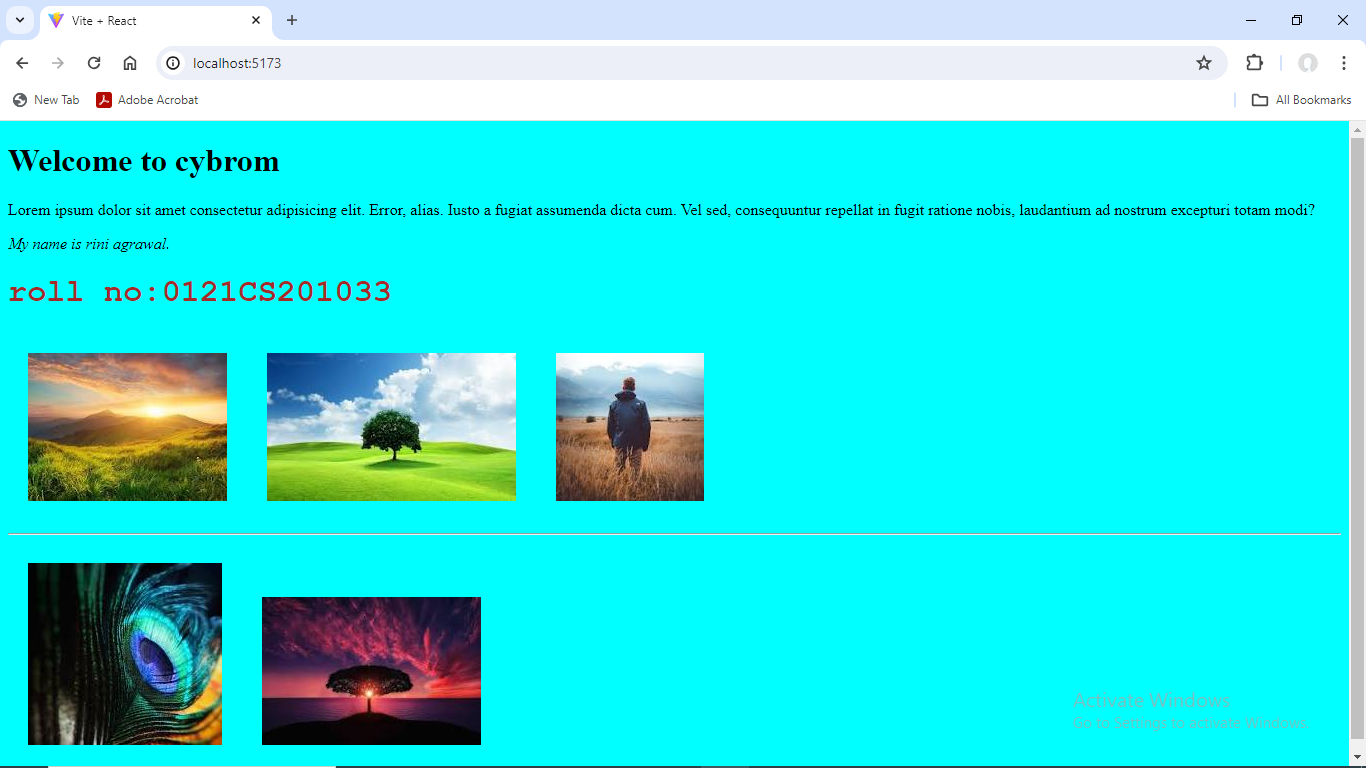 Vite + React
localhost:5173
New Tab
Adobe Acrobat
All Bookmarks
Welcome to cybrom
Lorem ipsum dolor sit amet consectetur adipisicing elit. Error, alias. Iusto a fugiat assumenda dicta cum. Vel sed, consequuntur repellat in fugit ratione nobis, laudantium ad nostrum excepturi totam modi?
My name is rini agrawal.
roll no:0121CS201033
Activate Windows
Go to Settings to activate Windows.